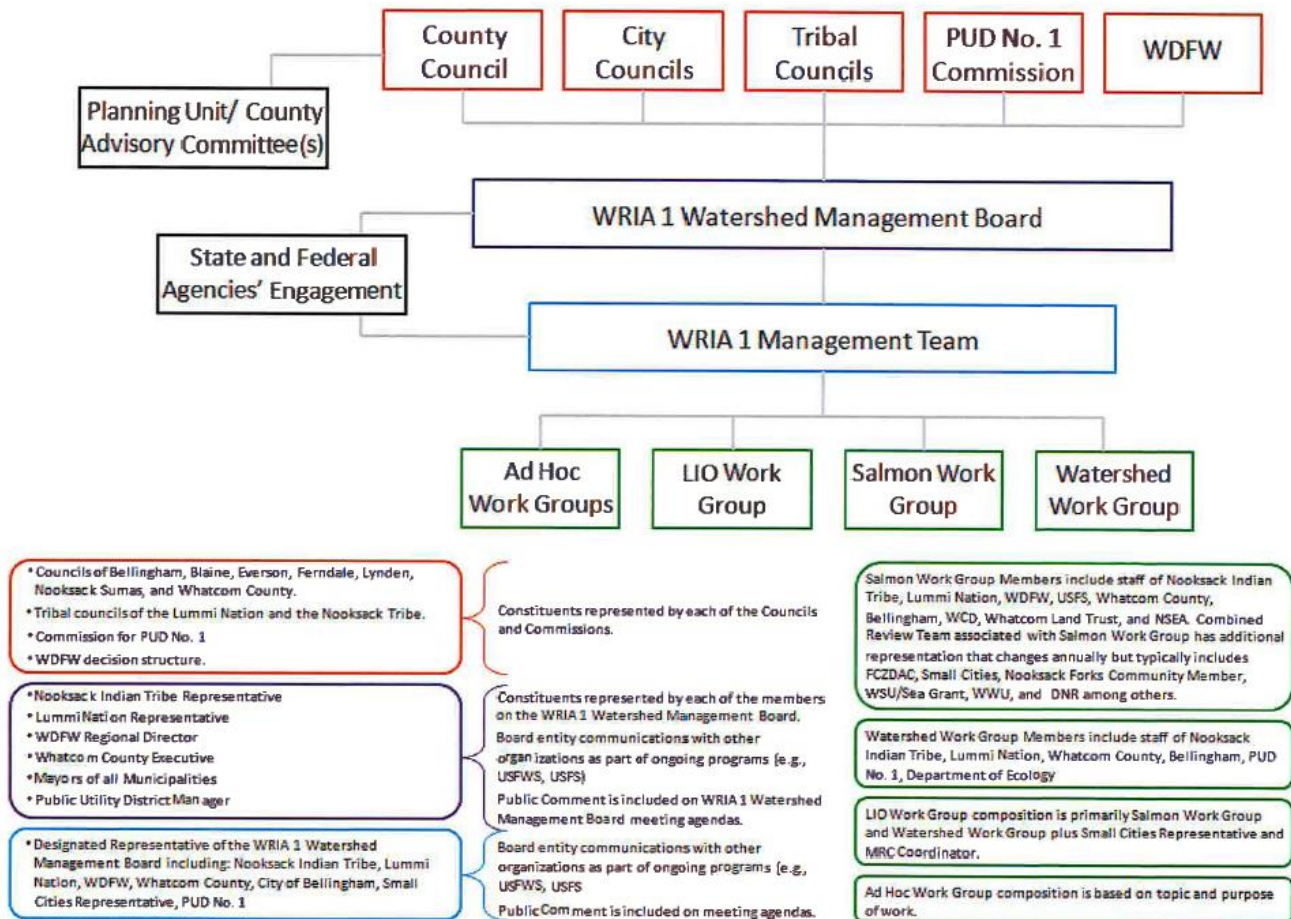 County
Council
City
Councils
Tribal
Councils
PUD No. 1
Commission
WDFW
Planning Unit/ County
Advisory Committee(s)
WRIA 1 Watershed Management Board
State and Federal
Agencies' Engagement
WRIA 1 Management Team
Ad Hoc
Work Groups
LIO Work
Group
Salmon Work
Group
Watershed
Work Group
• Councils of Bellingham, Blaine, Everson, Ferndale, Lynden,
Nooksack Sumas, and Whatcom County.
• Tribal councils of the Lummi Nation and the Nooksack Tribe.
• Commission for PUD No. 1
• WDFW decision structure.
Constituents represented by each of the Councils
and Commissions.
• Nooksack Indian Tribe Representative
• Lummi Nation Representative
• WDFW Regional Director
• Whatcom County Executive
• Mayors of all Municipalities
• Public Utility District Manager
Constituents represented by each of the members
on the WRIA 1 Watershed Management Board.
Board entity communications with other
organizations as part of ongoing programs (e.g.,
USFWS, USFS)
Public Comment is included on WRIA 1 Watershed
Management Board meeting agendas.
• Designated Representative of the WRIA 1 Watershed
Management Board including: Nooksack Indian Tribe, Lummi
Nation, WDFW, Whatcom County, City of Bellingham, Small
Cities Representative, PUD No. 1
Board entity communications with other
organizations as part of ongoing programs (e.g.,
USFWS, USFS
Public Comment is included on meeting agendas.
Salmon Work Group Members include staff of Nooksack Indian
Tribe, Lummi Nation, WDFW, USFS, Whatcom County,
Bellingham, WCD, Whatcom Land Trust, and NSEA. Combined
Review Team associated with Salmon Work Group has additional
representation that changes annually but typically includes
FCZDAC, Small Cities, Nooksack Forks Community Member,
WSU/Sea Grant, WWU, and DNR among others.
Watershed Work Group Members include staff of Nooksack
Indian Tribe, Lummi Nation, Whatcom County, Bellingham, PUD
No. 1, Department of Ecology
LIO Work Group composition is primarily Salmon Work Group
and Watershed Work Group plus Small Cities Representative and
MRC Coordinator.
Ad Hoc Work Group composition is based on topic and purpose
of work.